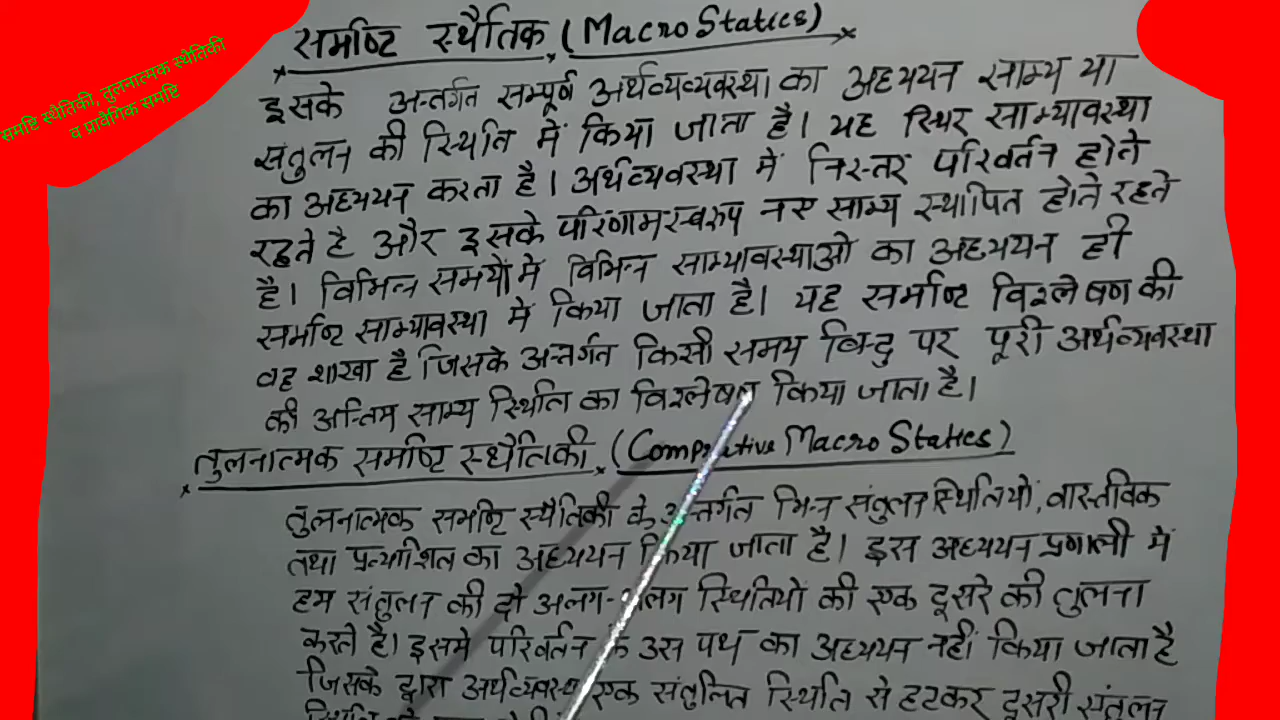 समष्टि स्थैतिकी, तुलनात्मक स्थैतिकी
व प्रावैगिक समष्टि
समष्टि स्थैतिक (Macro Statics)
इसके अन्तर्गत सम्पूर्ण अर्थव्यवस्था का अध्ययन साम्य या
संतुलन की स्थिति में किया जाता है। यह स्थिर साम्यावस्था
का अध्ययन करता है। अर्थव्यवस्था में निरन्तर परिवर्तन होते
रहते है और इसके परिणामस्वरुप नए साम्य स्थापित होते रहते
है। विभिन्न समयों में विभिन्न साम्यावस्थाओ का अध्ययन ही
समष्टि साम्यावस्था में किया जाता है। यह समष्टि विश्लेषण की
वह शाखा है जिसके अन्तर्गत किसी समय विन्दु पर पूरी अर्थव्यवस्था
की अन्तिम साम्य स्थिति का विश्लेषण किया जाता है।
तुलनात्मक समष्टि स्थैतिकी (Comparative Macro Statics)
तुलनात्मक समष्टि स्थैतिकी के अन्तर्गत भिन्न संतुलन स्थितियों, वास्तविक
तथा प्रत्याशित का अध्ययन किया जाता है। इस अध्ययन प्रणाली में
हम संतुलन की दो अलग-अलग स्थितियो की एक दूसरे की तुलना
करते है। इसमे परिवर्तन के उस पथ का अध्ययन नहीं किया जाता है
जिसके द्वारा अर्थव्यवस्था एक संतुलित स्थिति से हटकर दूसरी संतुलन